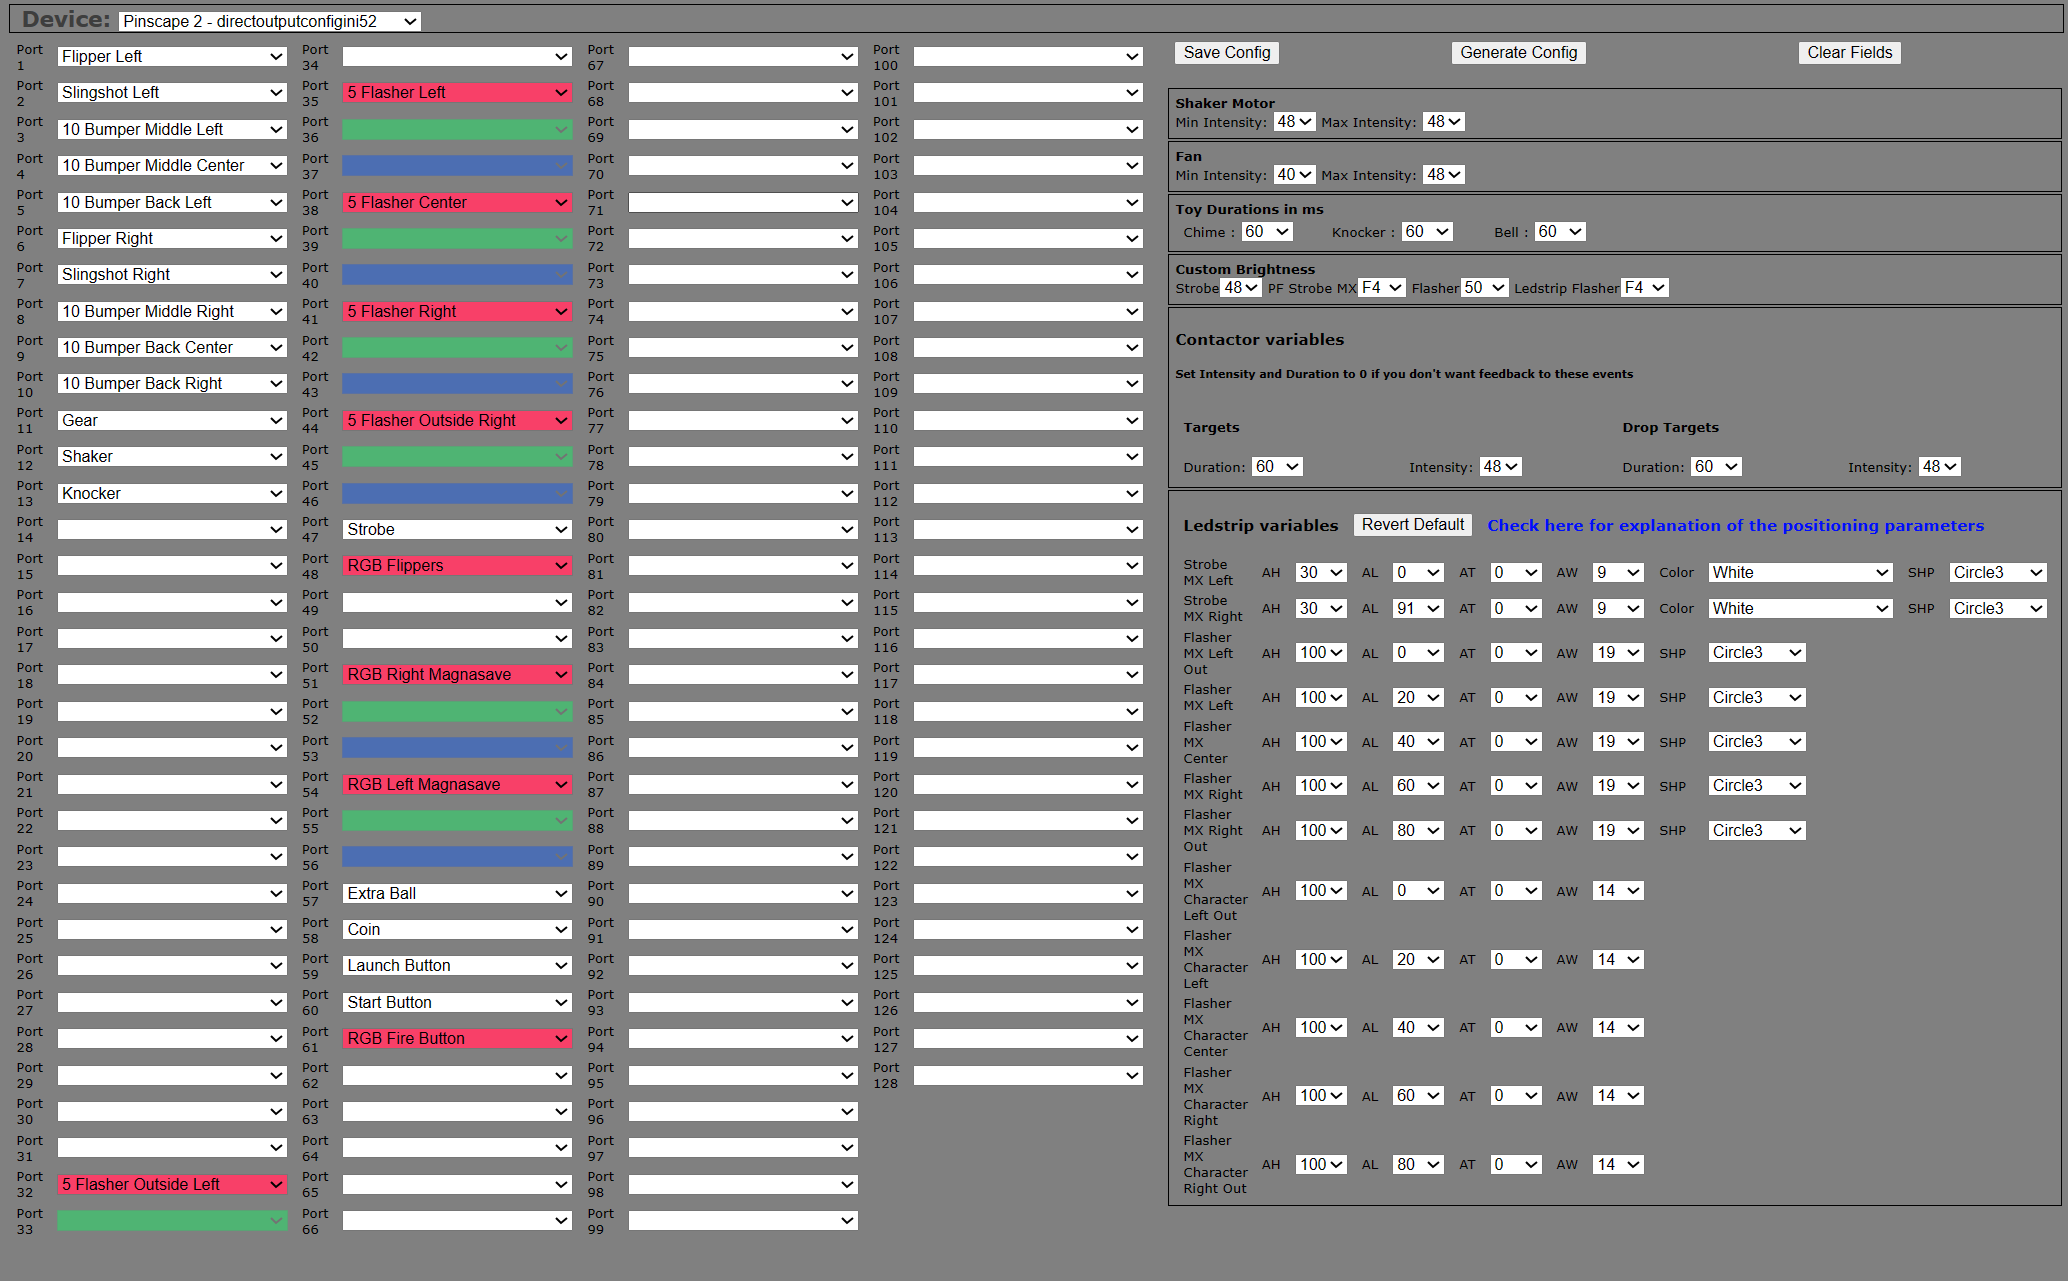 Device: Pinscape 2 - directoutputconfigini52
Port 1 Flipper Left
Port 2 Slingshot Left
Port 3 10 Bumper Middle Left
Port 4 10 Bumper Middle Center
Port 5 10 Bumper Back Left
Port 6 Flipper Right
Port 7 Slingshot Right
Port 8 10 Bumper Middle Right
Port 9 10 Bumper Back Center
Port 10 10 Bumper Back Right
Port 11 Gear
Port 12 Shaker
Port 13 Knocker
Port 14
Port 15
Port 16
Port 17
Port 18
Port 19
Port 20
Port 21
Port 22
Port 23
Port 24
Port 25
Port 26
Port 27
Port 28
Port 29
Port 30
Port 31
Port 32 5 Flasher Outside Left
Port 33
Port 34
Port 35 5 Flasher Left
Port 36
Port 37
Port 38 5 Flasher Center
Port 39
Port 40
Port 41 5 Flasher Right
Port 42
Port 43
Port 44 5 Flasher Outside Right
Port 45
Port 46
Port 47 Strobe
Port 48 RGB Flippers
Port 49
Port 50
Port 51 RGB Right Magnasave
Port 52
Port 53
Port 54 RGB Left Magnasave
Port 55
Port 56
Port 57 Extra Ball
Port 58 Coin
Port 59 Launch Button
Port 60 Start Button
Port 61 RGB Fire Button
Port 62
Port 63
Port 64
Port 65
Port 66
Port 67
Port 68
Port 69
Port 70
Port 71
Port 72
Port 73
Port 74
Port 75
Port 76
Port 77
Port 78
Port 79
Port 80
Port 81
Port 82
Port 83
Port 84
Port 85
Port 86
Port 87
Port 88
Port 89
Port 90
Port 91
Port 92
Port 93
Port 94
Port 95
Port 96
Port 97
Port 98
Port 99
Port 100
Port 101
Port 102
Port 103
Port 104
Port 105
Port 106
Port 107
Port 108
Port 109
Port 110
Port 111
Port 112
Port 113
Port 114
Port 115
Port 116
Port 117
Port 118
Port 119
Port 120
Port 121
Port 122
Port 123
Port 124
Port 125
Port 126
Port 127
Port 128
Save Config Generate Config Clear Fields
Shaker Motor
Min Intensity: 48 Max Intensity: 48
Fan
Min Intensity: 40 Max Intensity: 48
Toy Durations in ms
Chime : 60 Knocker : 60 Bell : 60
Custom Brightness
Strobe 48 PF Strobe MX F4 Flasher 50 Ledstrip Flasher F4
Contactor variables
Set Intensity and Duration to 0 if you don't want feedback to these events
Targets Drop Targets
Duration: 60 Intensity: 48 Duration: 60 Intensity: 48
Ledstrip variables Revert Default Check here for explanation of the positioning parameters
Strobe MX Left AH 30 AL 0 AT 0 AW 9 Color White SHP Circle3
Strobe MX Right AH 30 AL 91 AT 0 AW 9 Color White SHP Circle3
Flasher MX Left Out AH 100 AL 0 AT 0 AW 19 SHP Circle3
Flasher MX Left AH 100 AL 20 AT 0 AW 19 SHP Circle3
Flasher MX Center AH 100 AL 40 AT 0 AW 19 SHP Circle3
Flasher MX Right AH 100 AL 60 AT 0 AW 19 SHP Circle3
Flasher MX Right Out AH 100 AL 80 AT 0 AW 19 SHP Circle3
Flasher MX Character Left Out AH 100 AL 0 AT 0 AW 14
Flasher MX Character Left AH 100 AL 20 AT 0 AW 14
Flasher MX Character Center AH 100 AL 40 AT 0 AW 14
Flasher MX Character Right AH 100 AL 60 AT 0 AW 14
Flasher MX Character Right Out AH 100 AL 80 AT 0 AW 14